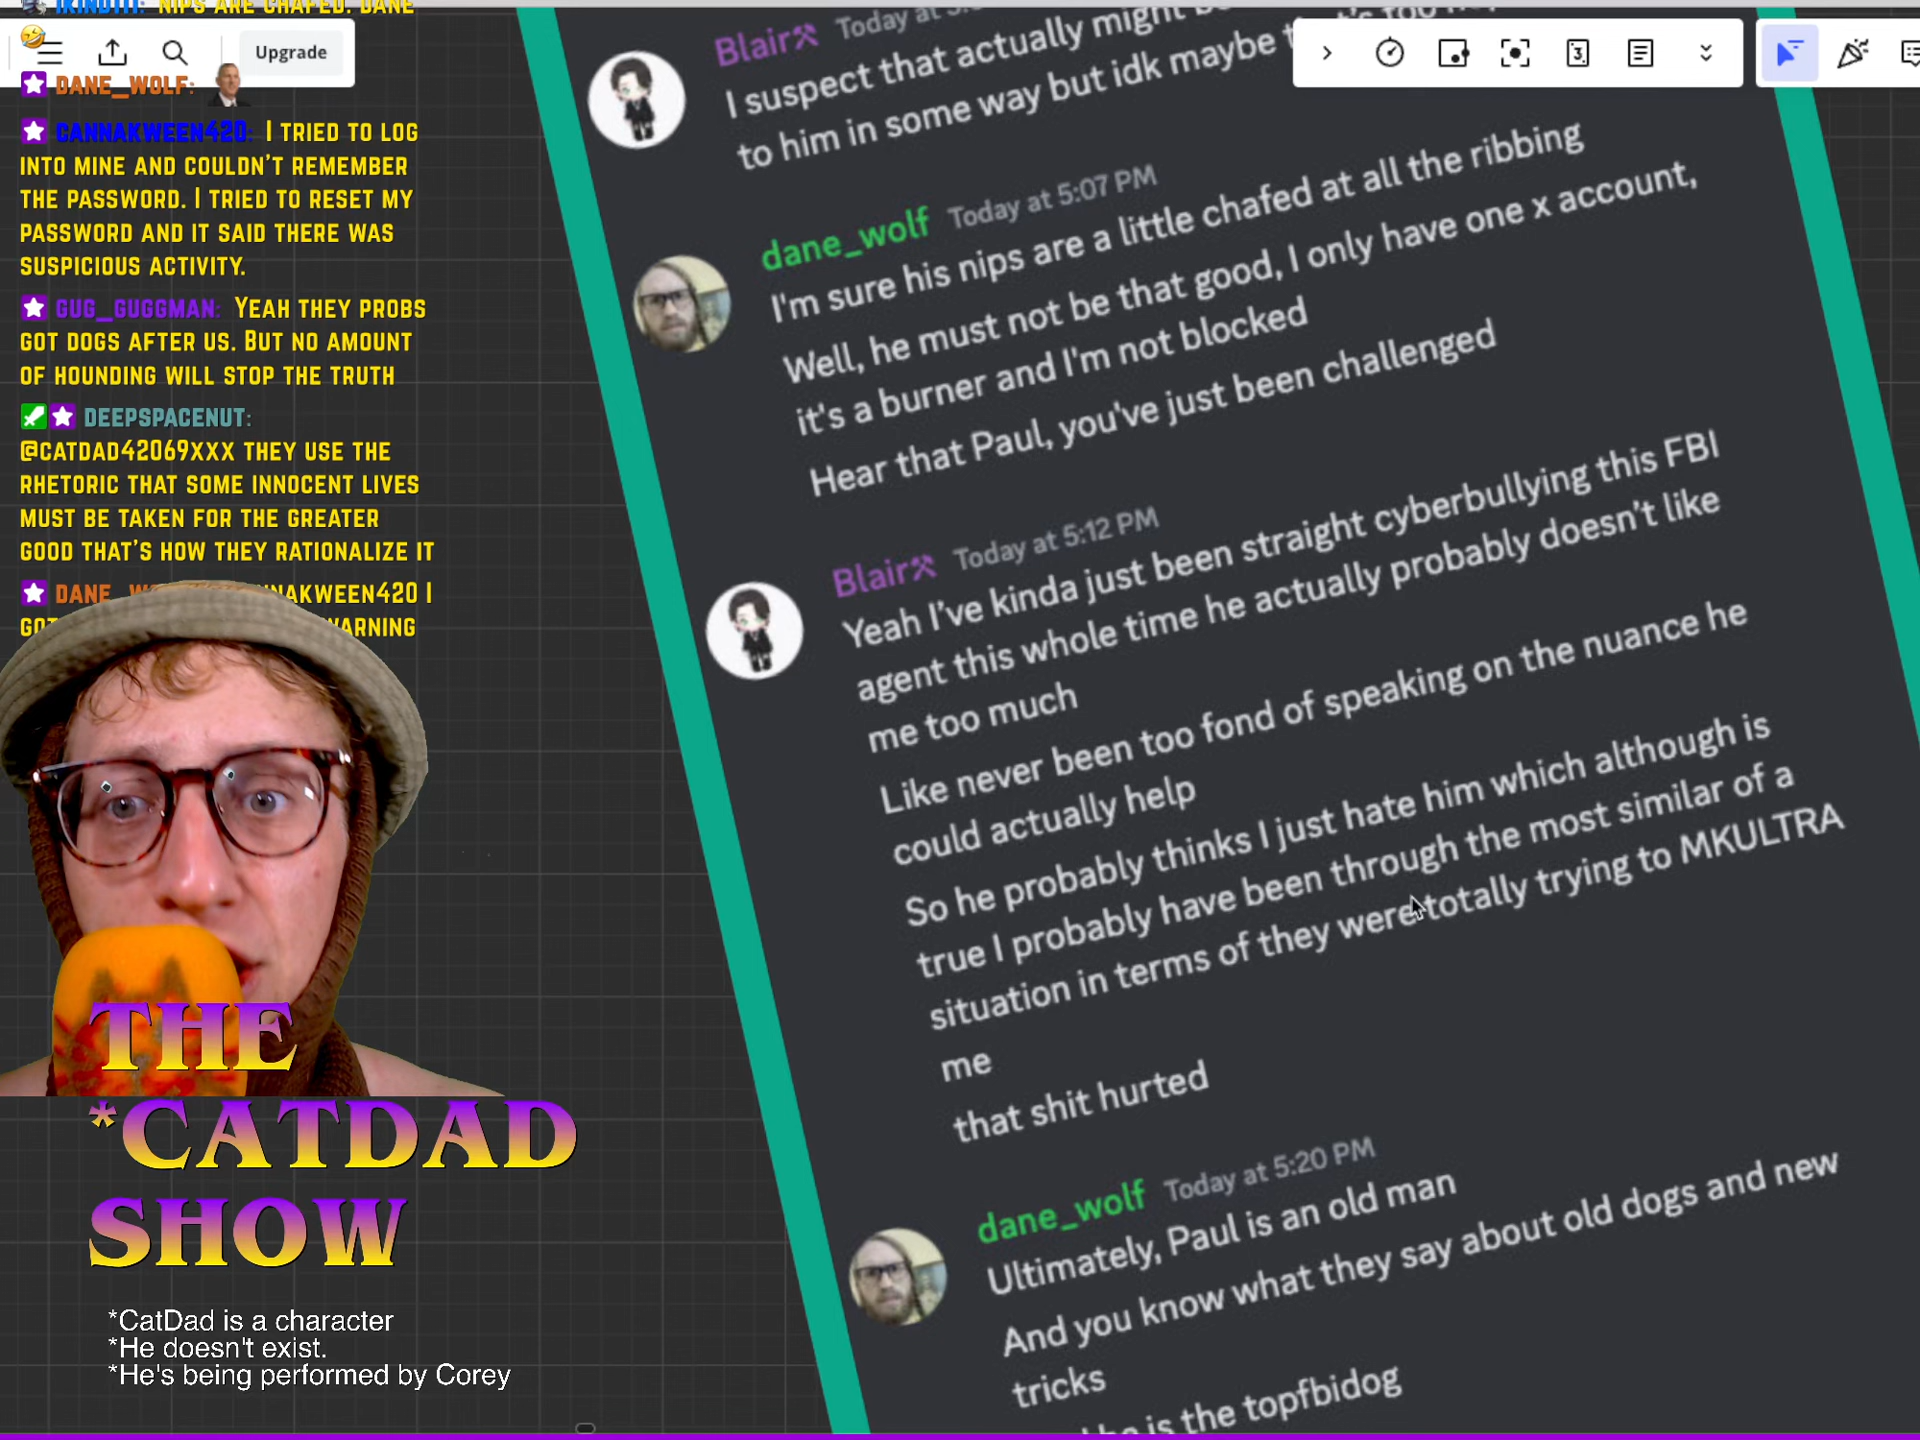 IKINDITI: NIPS ARE CHAFED. DANE
Upgrade
DANE_WOLF:
CANNAKWEEN420: I TRIED TO LOG
INTO MINE AND COULDN'T REMEMBER
THE PASSWORD. I TRIED TO RESET MY
PASSWORD AND IT SAID THERE WAS
SUSPICIOUS ACTIVITY.
GUG_GUGGMAN: YEAH THEY PROBS
GOT DOGS AFTER US. BUT NO AMOUNT
OF HOUNDING WILL STOP THE TRUTH
DEEPSPACENUT:
@CATDAD42069XXX THEY USE THE
RHETORIC THAT SOME INNOCENT LIVES
MUST BE TAKEN FOR THE GREATER
GOOD THAT'S HOW THEY RATIONALIZE IT
DANE_ NAKWEEN420 I
GOT WARNING
THE
*CATDAD
SHOW
*CatDad is a character
*He doesn't exist.
*He's being performed by Corey
Blair Today at
I suspect that actually might
to him in some way but idk maybe
dane_wolf Today at 5:07 PM
I'm sure his nips are a little chafed at all the ribbing
Well, he must not be that good, I only have one x account,
it's a burner and I'm not blocked
Hear that Paul, you've just been challenged
Blair Today at 5:12 PM
Yeah I've kinda just been straight cyberbullying this FBI
agent this whole time he actually probably doesn't like
me too much
Like never been too fond of speaking on the nuance he
could actually help
So he probably thinks I just hate him which although is
true I probably have been through the most similar of a
situation in terms of they were totally trying to MKULTRA
me
that shit hurted
dane_wolf Today at 5:20 PM
Ultimately, Paul is an old man
And you know what they say about old dogs and new
tricks
he is the topfbidog